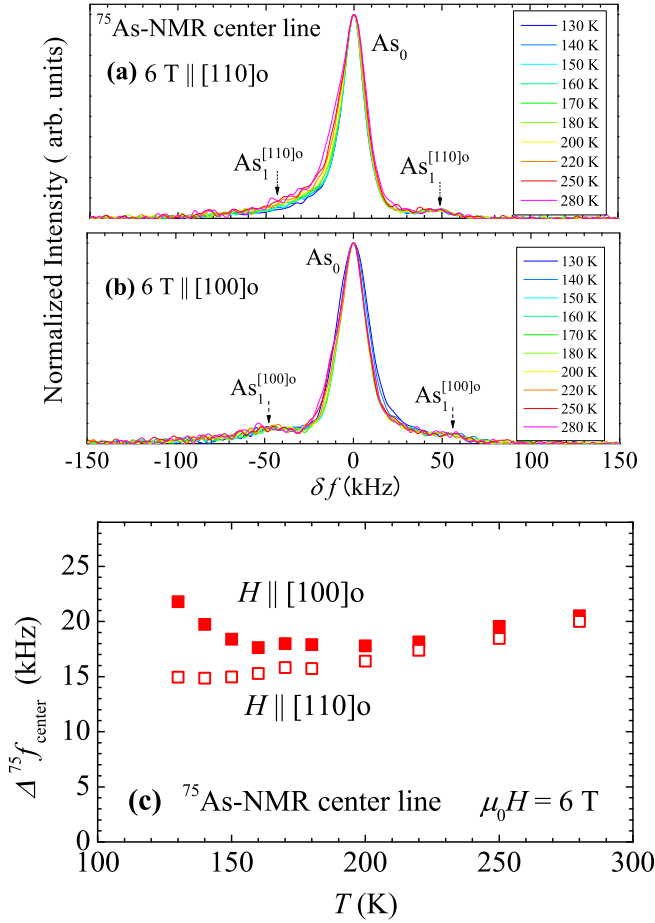 ⁷⁵As-NMR center line
(a) 6 T || [110]o
As₀
As₁^[110]o
As₁^[110]o
130 K
140 K
150 K
160 K
170 K
180 K
200 K
220 K
250 K
280 K
Normalized Intensity ( arb. units)
(b) 6 T || [100]o
As₀
As₁^[100]o
As₁^[100]o
130 K
140 K
150 K
160 K
170 K
180 K
200 K
220 K
250 K
280 K
-150 -100 -50 0 50 100 150
δf (kHz)
25
20
15
10
5
0
Δ ⁷⁵f_center (kHz)
H || [100]o
H || [110]o
(c) ⁷⁵As-NMR center line μ₀H = 6 T
100 150 200 250 300
T (K)